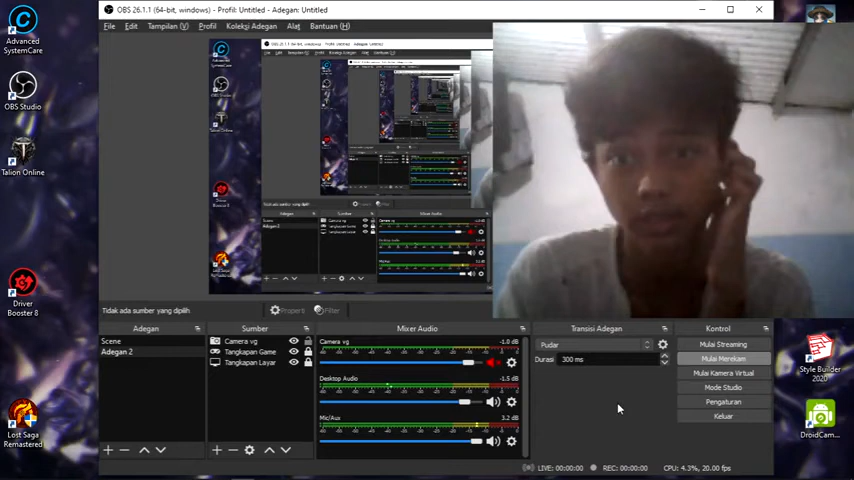 OBS 26.1.1 (64-bit, windows) - Profil: Untitled - Adegan: Untitled
File Edit Tampilan (V) Profil Koleksi Adegan Alat Bantuan (H)
Advanced
SystemCare
OBS Studio
Talion Online
Driver
Booster 8
Lost Saga
Remastered
Style Builder
2020
DroidCam...
Tidak ada sumber yang dipilih
Properti
Filter
Adegan
Scene
Adegan 2
Sumber
Camera vg
Tangkapan Game
Tangkapan Layar
Mixer Audio
Camera vg -1.0 dB
Desktop Audio -1.5 dB
Mic/Aux 3.2 dB
Transisi Adegan
Pudar
Durasi 300 ms
Kontrol
Mulai Streaming
Mulai Merekam
Mulai Kamera Virtual
Mode Studio
Pengaturan
Keluar
LIVE: 00:00:00 REC: 00:00:00 CPU: 4.3%, 20.00 fps